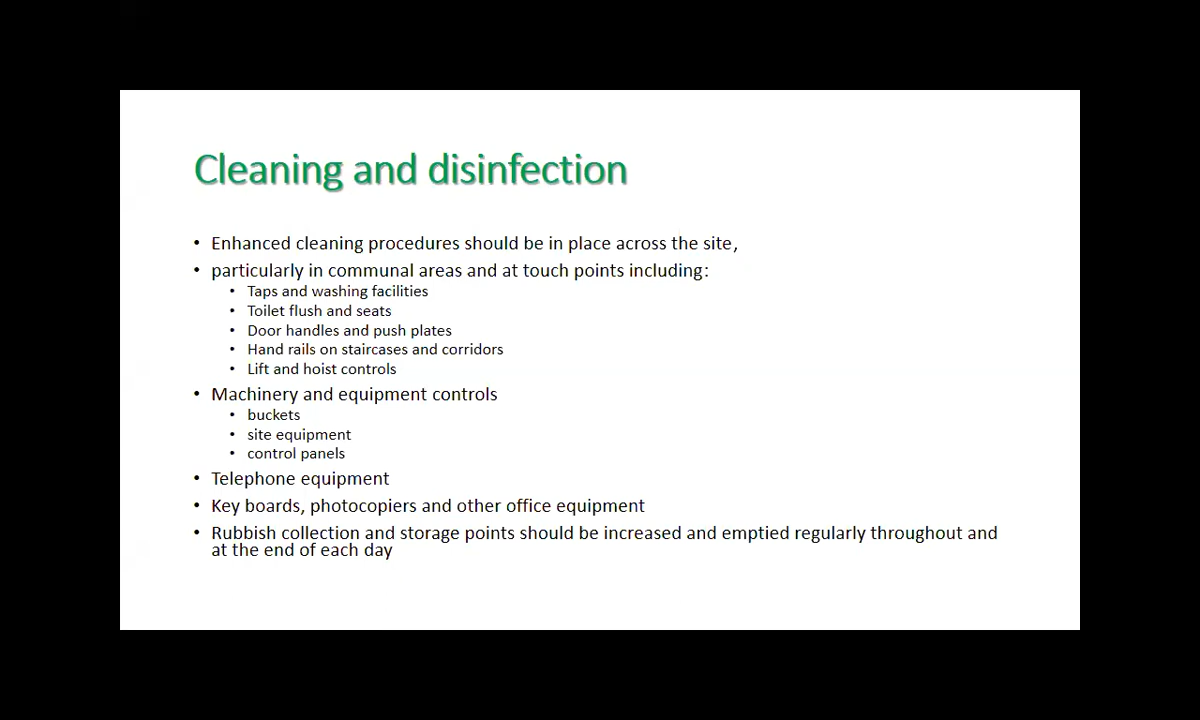 Cleaning and disinfection
• Enhanced cleaning procedures should be in place across the site,
• particularly in communal areas and at touch points including:
• Taps and washing facilities
• Toilet flush and seats
• Door handles and push plates
• Hand rails on staircases and corridors
• Lift and hoist controls
• Machinery and equipment controls
• buckets
• site equipment
• control panels
• Telephone equipment
• Key boards, photocopiers and other office equipment
• Rubbish collection and storage points should be increased and emptied regularly throughout and
at the end of each day